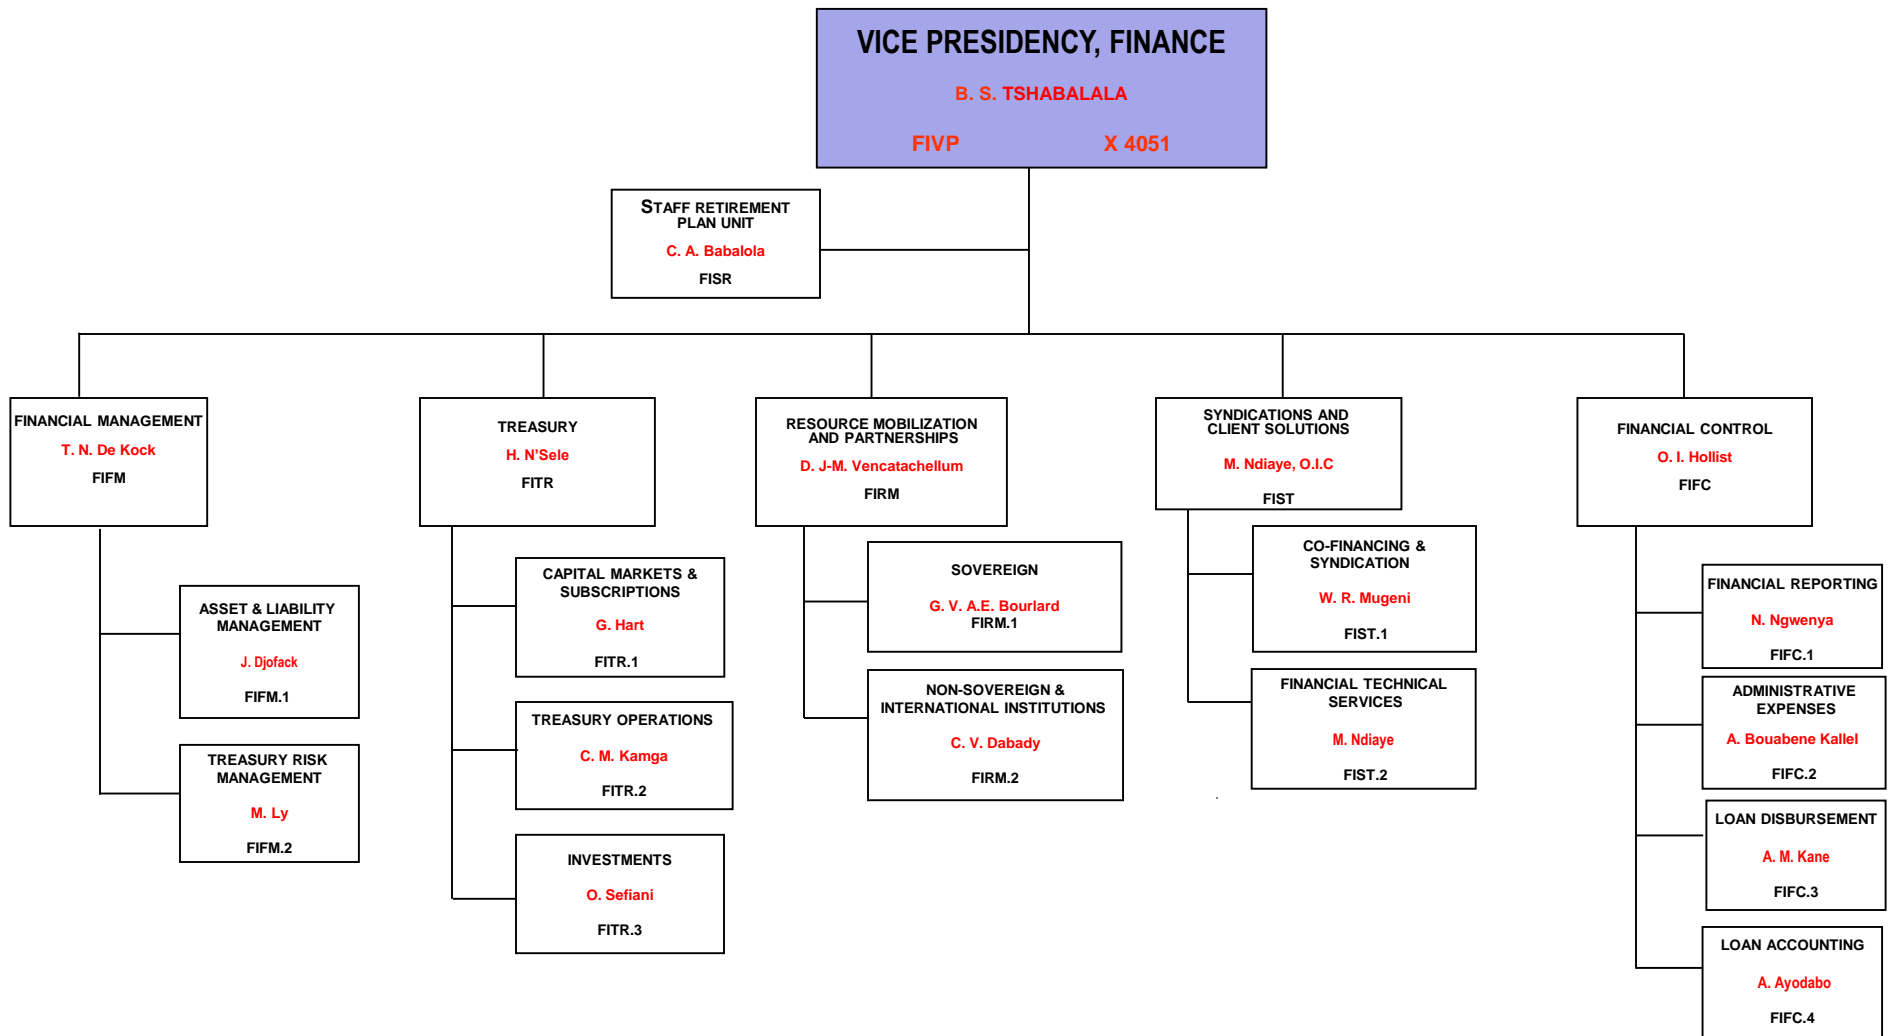 VICE PRESIDENCY, FINANCE
B. S. TSHABALALA
FIVP X 4051
STAFF RETIREMENT
PLAN UNIT
C. A. Babalola
FISR
FINANCIAL MANAGEMENT
T. N. De Kock
FIFM
ASSET & LIABILITY
MANAGEMENT
J. Djofack
FIFM.1
TREASURY RISK
MANAGEMENT
M. Ly
FIFM.2
TREASURY
H. N’Sele
FITR
CAPITAL MARKETS &
SUBSCRIPTIONS
G. Hart
FITR.1
TREASURY OPERATIONS
C. M. Kamga
FITR.2
INVESTMENTS
O. Sefiani
FITR.3
RESOURCE MOBILIZATION
AND PARTNERSHIPS
D. J-M. Vencatachellum
FIRM
SOVEREIGN
G. V. A.E. Bourlard
FIRM.1
NON-SOVEREIGN &
INTERNATIONAL INSTITUTIONS
C. V. Dabady
FIRM.2
SYNDICATIONS AND
CLIENT SOLUTIONS
M. Ndiaye, O.I.C
FIST
CO-FINANCING &
SYNDICATION
W. R. Mugeni
FIST.1
FINANCIAL TECHNICAL
SERVICES
M. Ndiaye
FIST.2
FINANCIAL CONTROL
O. I. Hollist
FIFC
FINANCIAL REPORTING
N. Ngwenya
FIFC.1
ADMINISTRATIVE
EXPENSES
A. Bouabene Kallel
FIFC.2
LOAN DISBURSEMENT
A. M. Kane
FIFC.3
LOAN ACCOUNTING
A. Ayodabo
FIFC.4